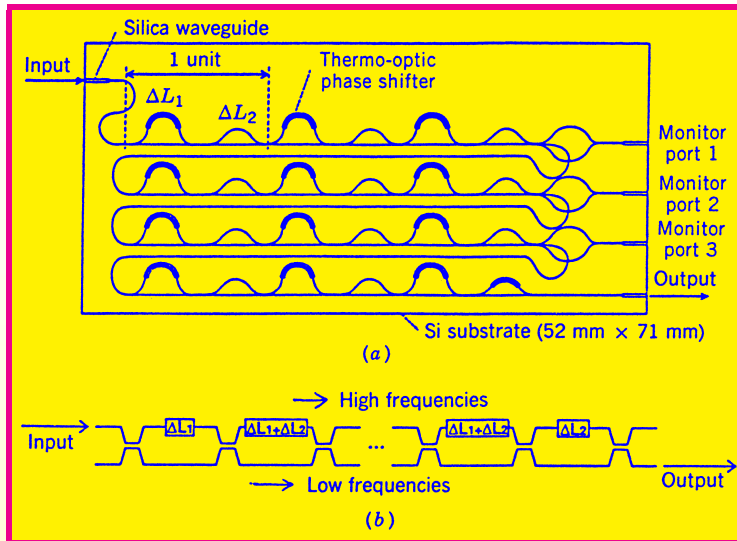 Silica waveguide
Input
1 unit
Thermo-optic
phase shifter
ΔL₁
ΔL₂
Monitor
port 1
Monitor
port 2
Monitor
port 3
Output
Si substrate (52 mm × 71 mm)
(a)
High frequencies
Input
ΔL₁
ΔL₁+ΔL₂
...
ΔL₁+ΔL₂
ΔL₂
Low frequencies
Output
(b)